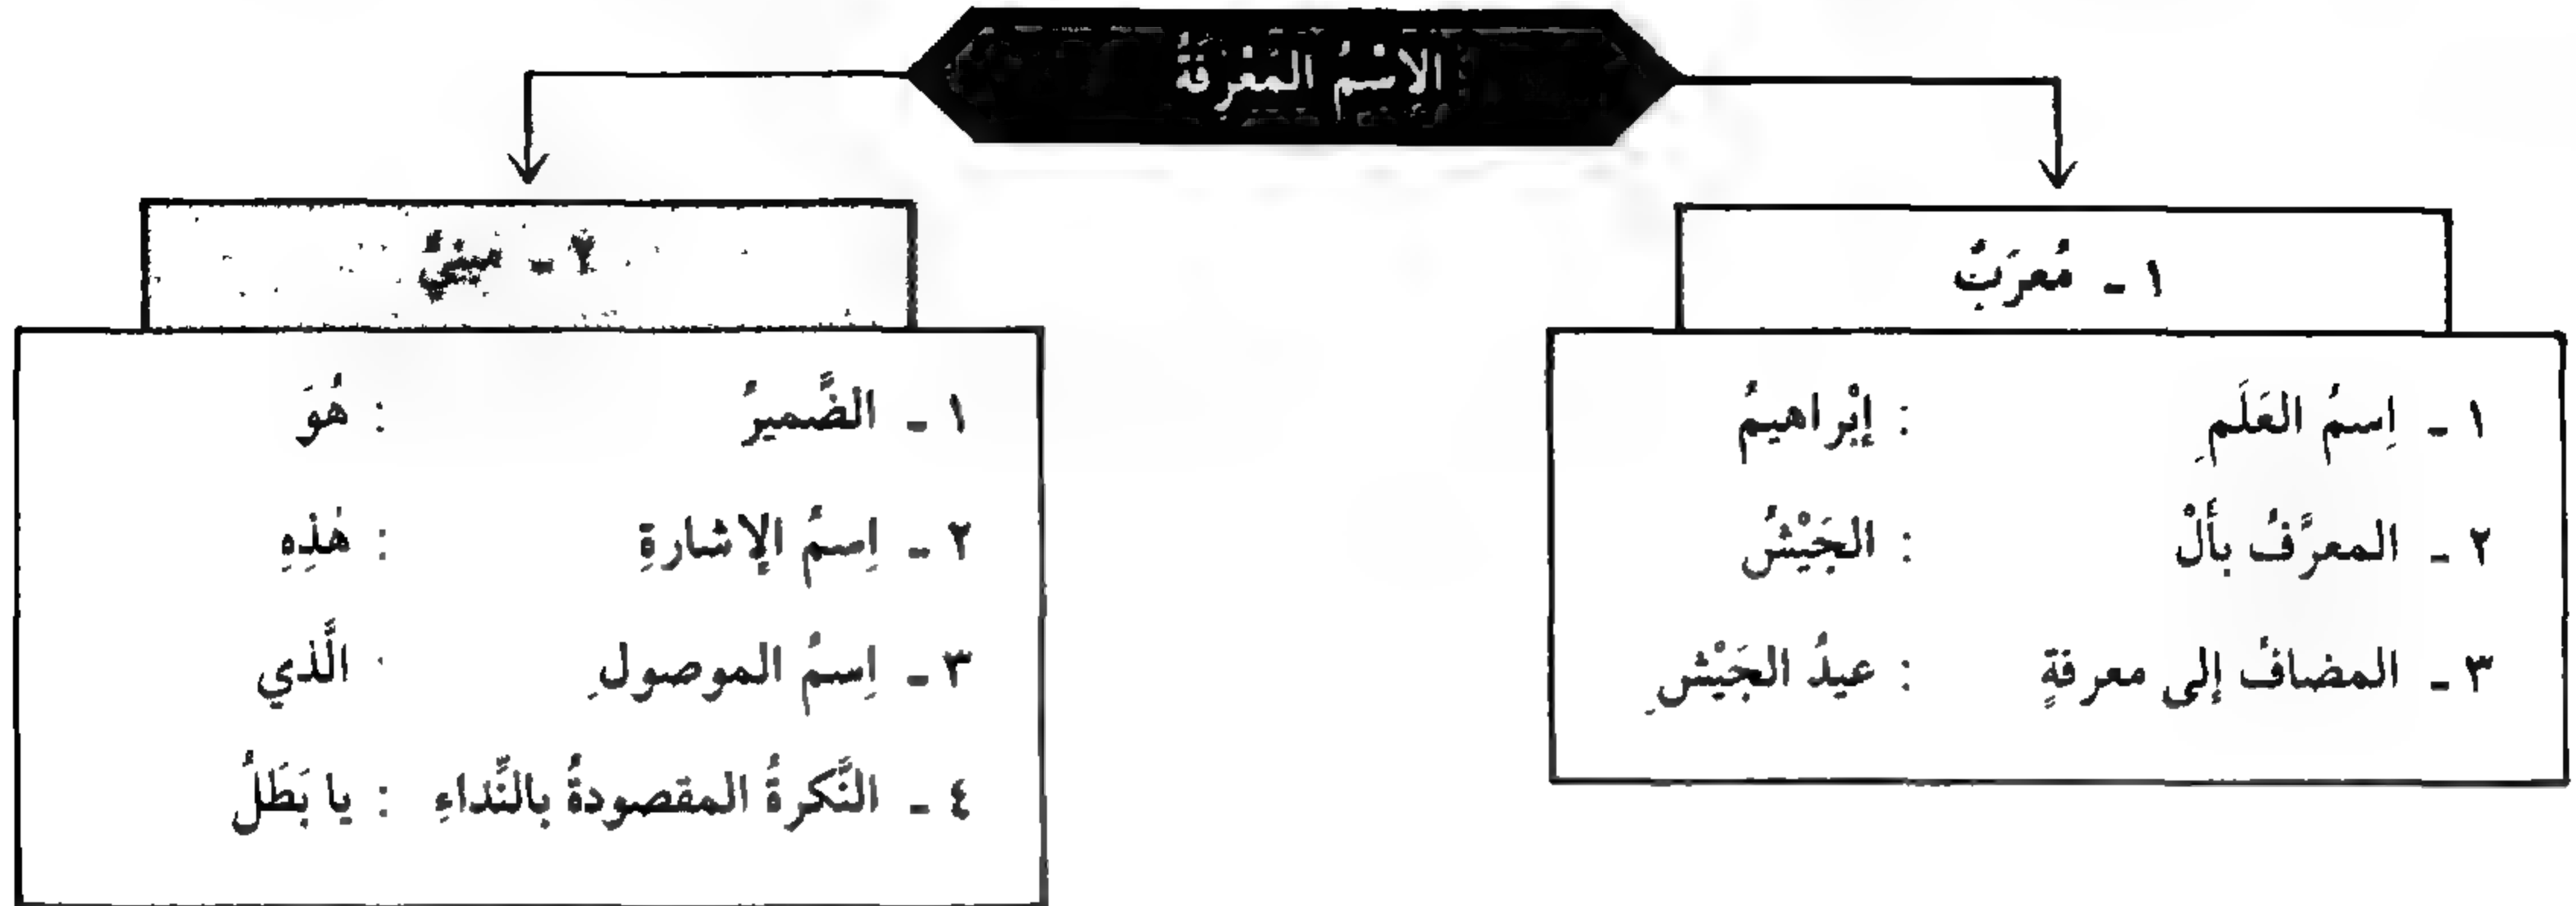 الاِسْمُ المَعْرِفَةُ
١ - مُعرَبٌ
١ - اِسمُ العَلَمِ : إبْراهيمُ
٢ - المعرَّفُ بألْ : الجَيْشُ
٣ - المضافُ إلى معرفةٍ : عيدُ الجَيْشِ
٢ - مبنيٌّ
١ - الضَّميرُ : هُوَ
٢ - اِسمُ الإشارةِ : هٰذِهِ
٣ - اِسمُ الموصولِ : الَّذي
٤ - النَّكرةُ المقصودةُ بالنِّداءِ : يا بَطَلُ